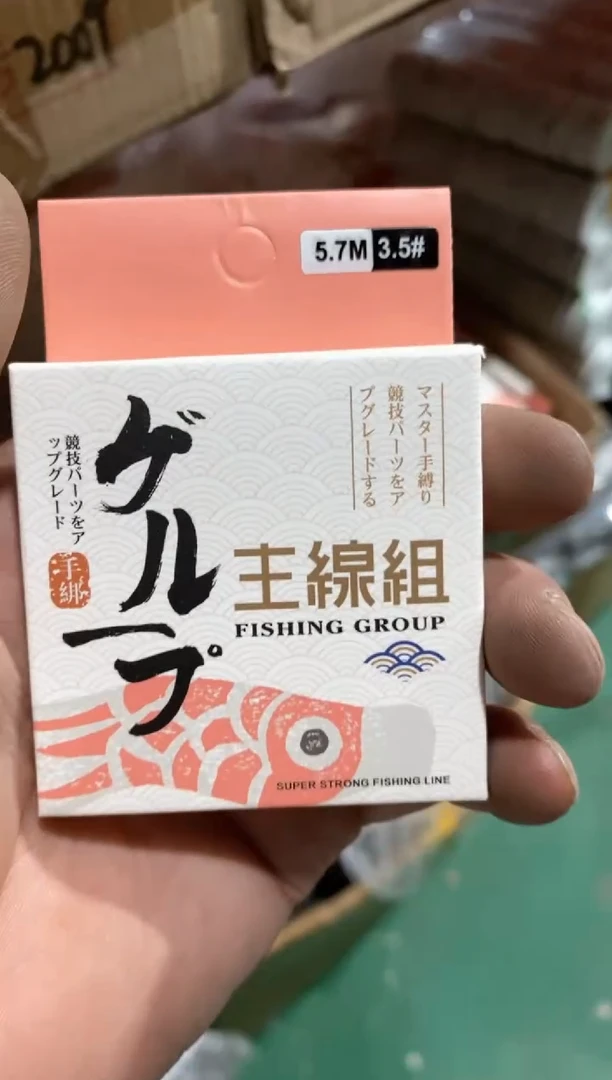 2007
5.7M 3.5#
マスター手縛り
競技パーツをア
プグレードする
ゲループ
競技パーツをア
ップグレード
手綁
主線組
FISHING GROUP
SUPER STRONG FISHING LINE